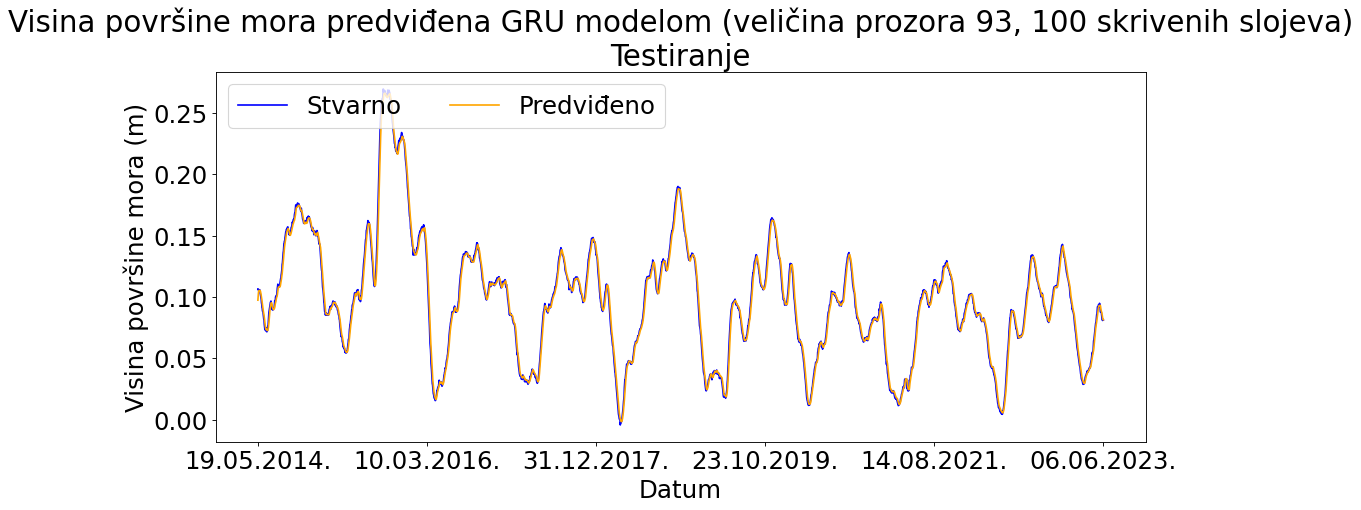 Visina površine mora predviđena GRU modelom (veličina prozora 93, 100 skrivenih slojeva)
Testiranje
Stvarno Predviđeno
Visina površine mora (m)
0.25
0.20
0.15
0.10
0.05
0.00
19.05.2014. 10.03.2016. 31.12.2017. 23.10.2019. 14.08.2021. 06.06.2023.
Datum